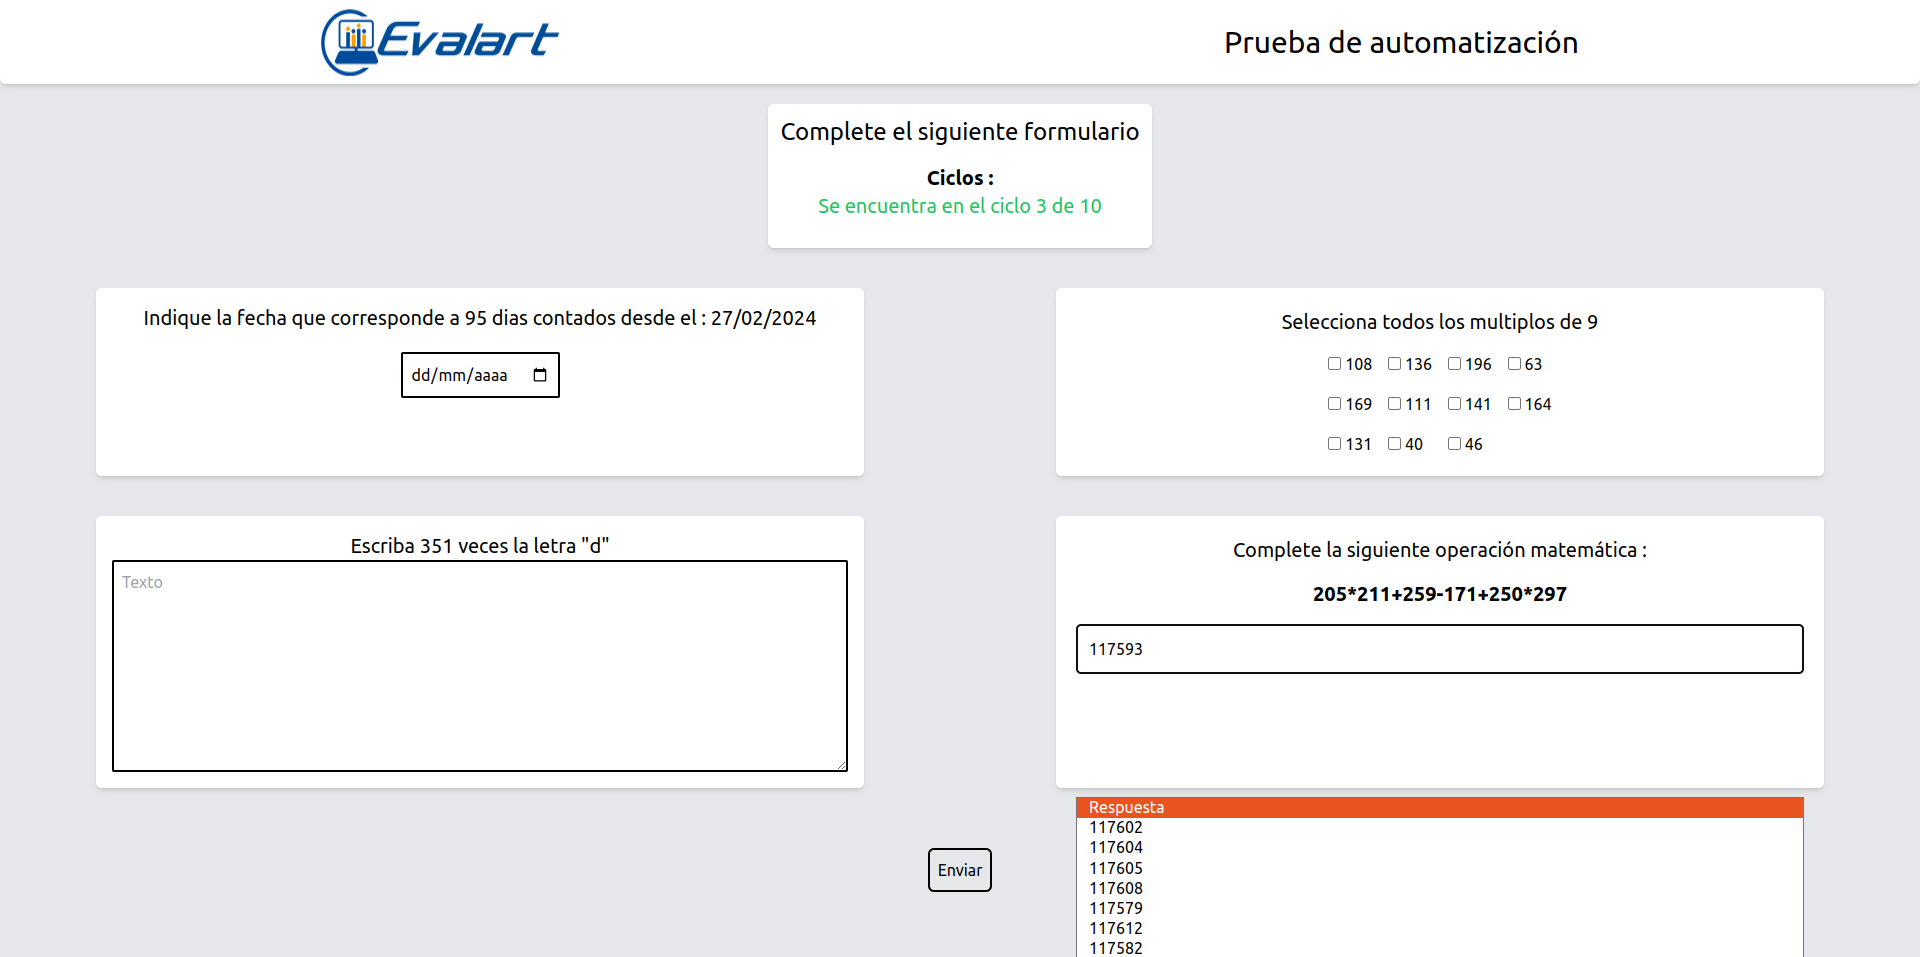 Evalart
Prueba de automatización
Complete el siguiente formulario
Ciclos :
Se encuentra en el ciclo 3 de 10
Indique la fecha que corresponde a 95 dias contados desde el : 27/02/2024
dd/mm/aaaa
Selecciona todos los multiplos de 9
108 136 196 63
169 111 141 164
131 40 46
Escriba 351 veces la letra "d"
Texto
Complete la siguiente operación matemática :
205*211+259-171+250*297
117593
Respuesta
117602
117604
117605
117608
117579
117612
117582
Enviar